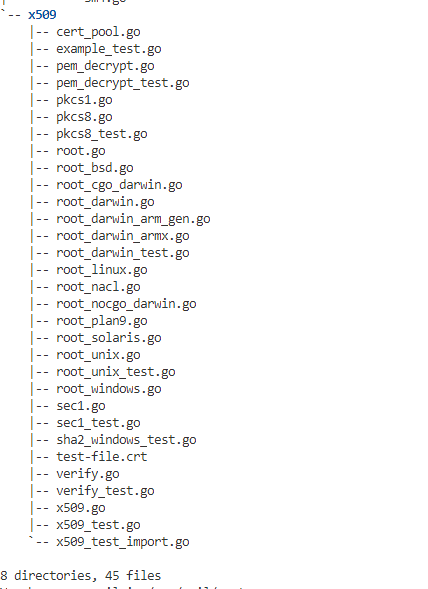 `-- x509
|-- cert_pool.go
|-- example_test.go
|-- pem_decrypt.go
|-- pem_decrypt_test.go
|-- pkcs1.go
|-- pkcs8.go
|-- pkcs8_test.go
|-- root.go
|-- root_bsd.go
|-- root_cgo_darwin.go
|-- root_darwin.go
|-- root_darwin_arm_gen.go
|-- root_darwin_armx.go
|-- root_darwin_test.go
|-- root_linux.go
|-- root_nacl.go
|-- root_nocgo_darwin.go
|-- root_plan9.go
|-- root_solaris.go
|-- root_unix.go
|-- root_unix_test.go
|-- root_windows.go
|-- sec1.go
|-- sec1_test.go
|-- sha2_windows_test.go
|-- test-file.crt
|-- verify.go
|-- verify_test.go
|-- x509.go
|-- x509_test.go
`-- x509_test_import.go
8 directories, 45 files